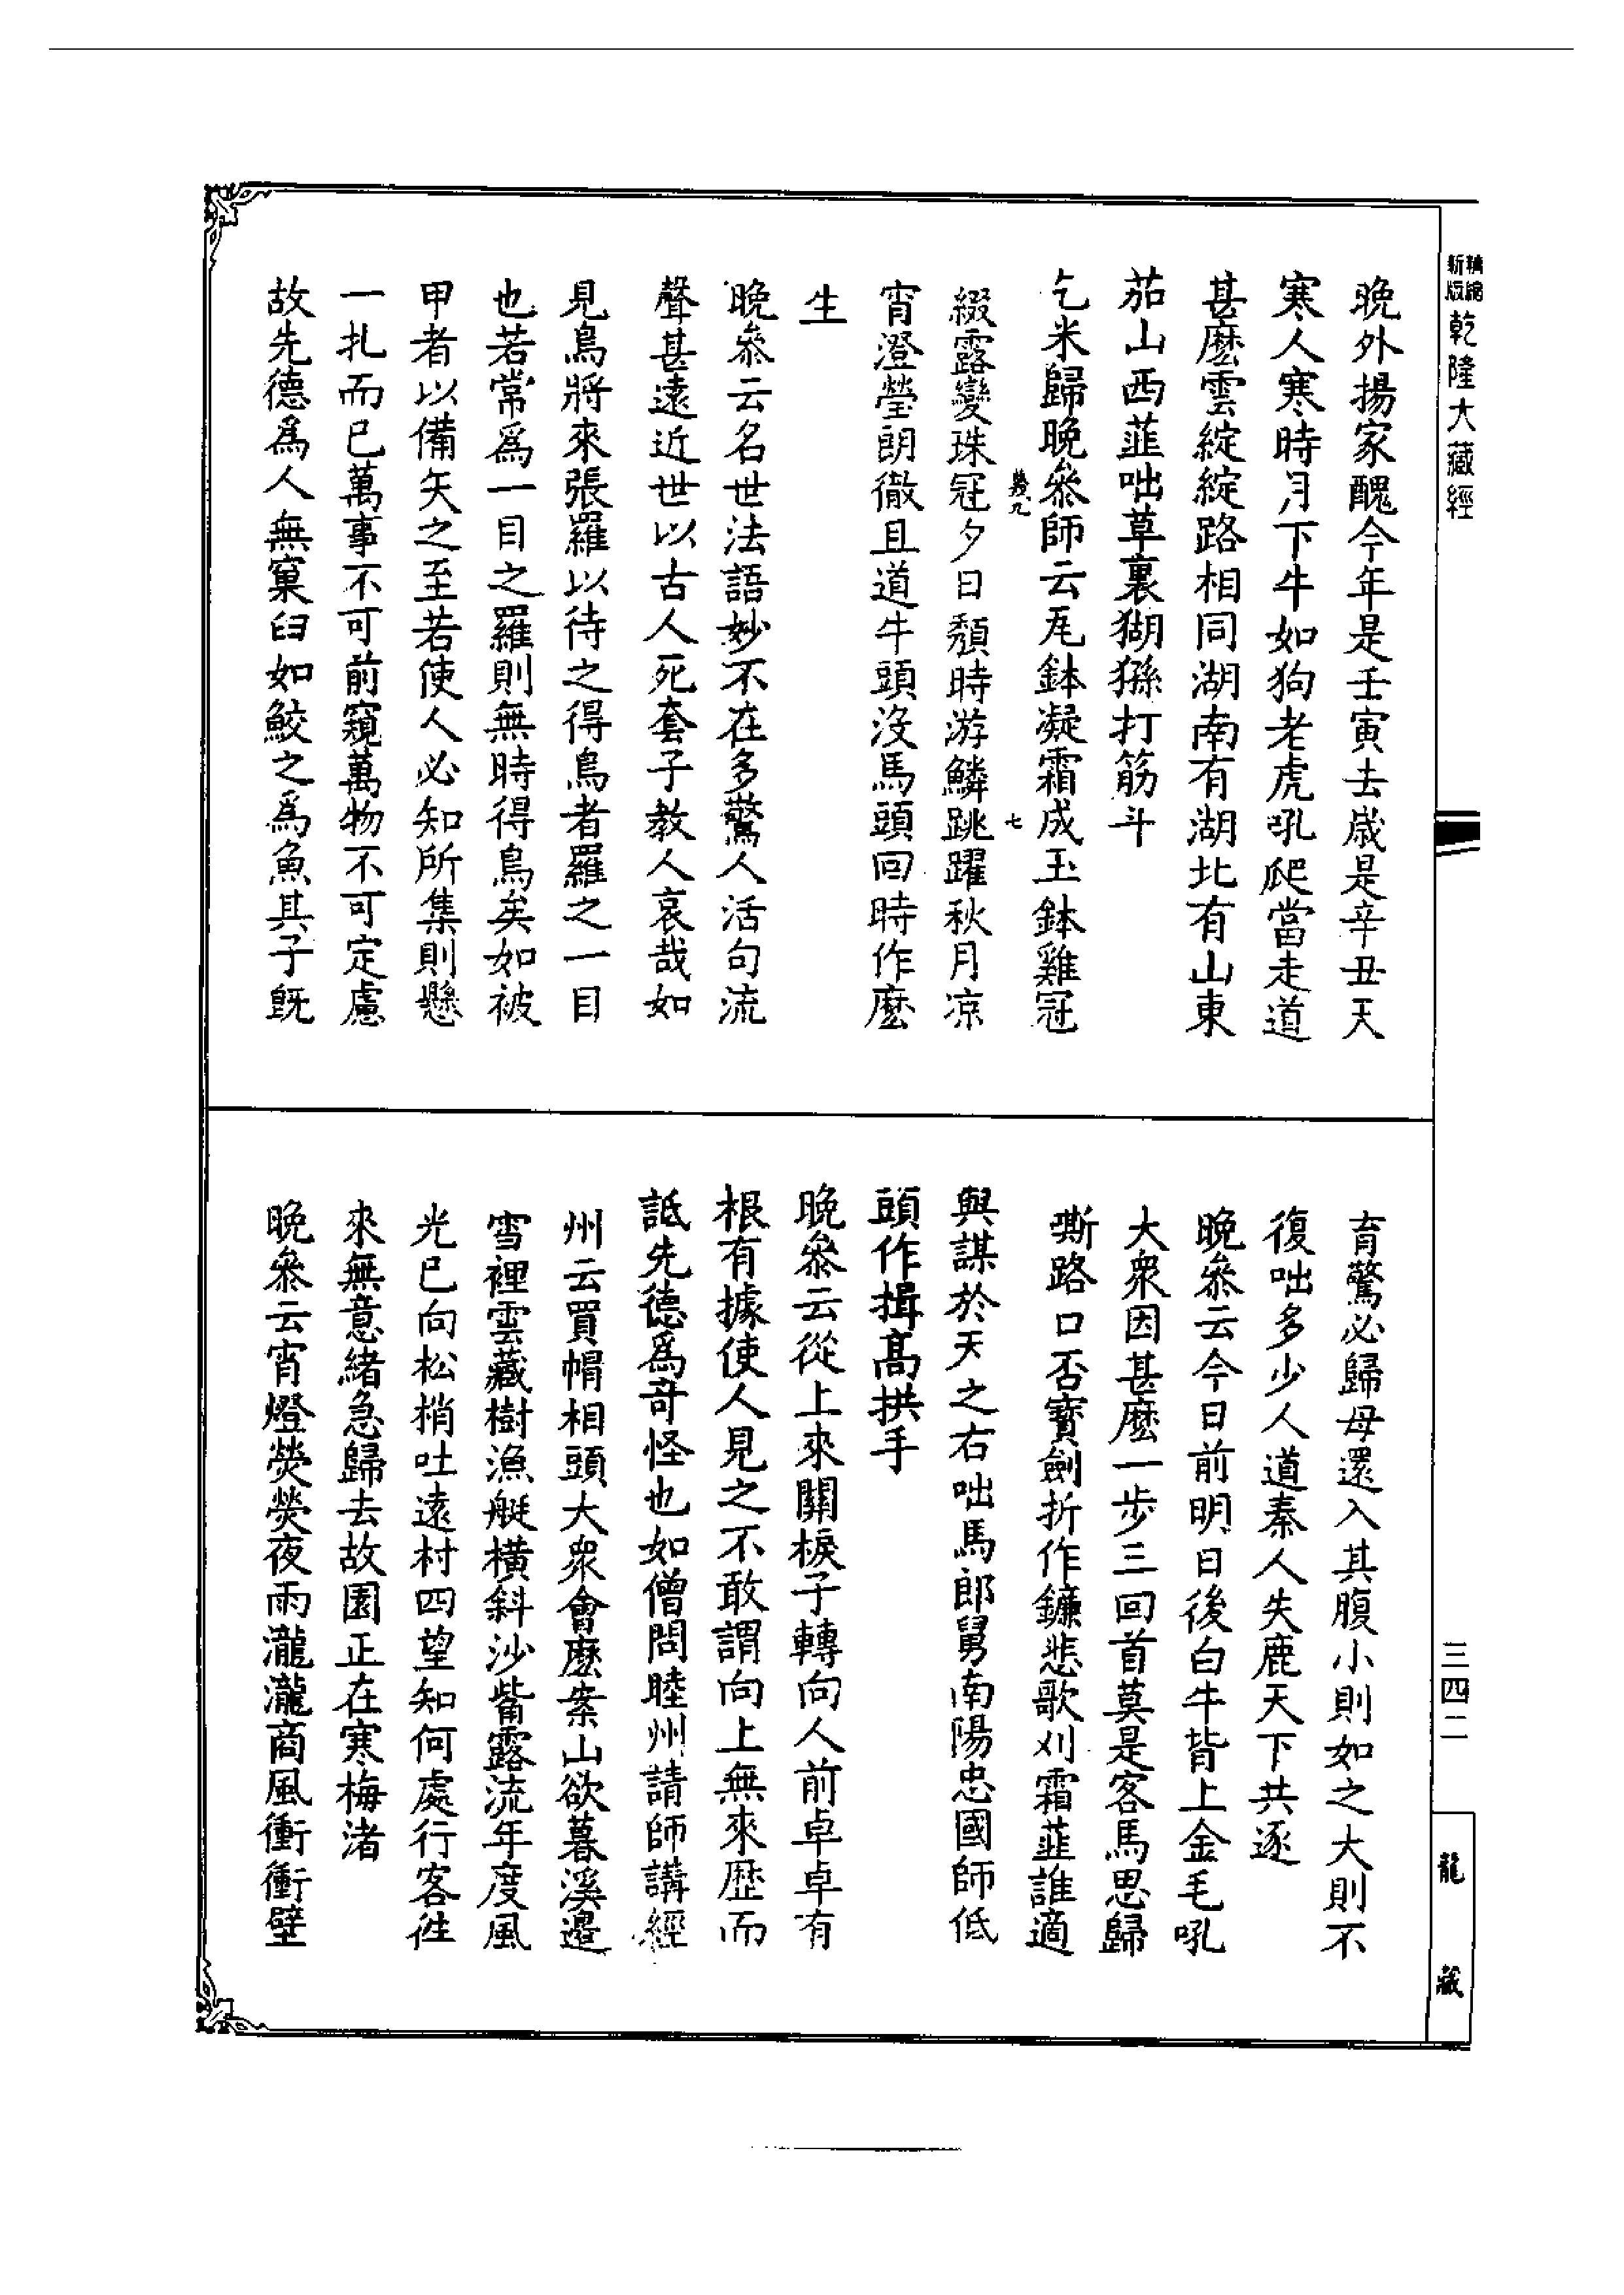 新版精縮乾隆大藏經
晚外揚家醜今年是壬寅去歲是辛丑天
寒人寒時月下牛如狗老虎吼爬當走道
甚麼雲綻綻路相同湖南有湖北有山東
茄山西韮咄草裏猢猻打筋斗
乞米歸晚叅師云瓦鉢凝霜成玉鉢雞冠
七
綴露變珠冠夕日頽時游鱗跳躍秋月凉
宵澄瑩朗徹且道牛頭沒馬頭回時作麼
生
晚叅云名世法語妙不在多驚人活句流
聲甚遠近世以古人死套子教人哀哉如
見鳥將來張羅以待之得鳥者羅之一目
也若常爲一目之羅則無時得鳥矣如被
甲者以備矢之至若使人必知所集則懸
一扎而已萬事不可前窺萬物不可定慮
故先德爲人無窠臼如鮫之爲魚其子旣
育驚必歸母還入其腹小則如之大則不
復咄多少人道秦人失鹿天下共逐
晚叅云今日前明日後白牛背上金毛吼
大衆因甚麼一步三回首莫是客馬思歸
嘶路口否寳劍折作鐮悲歌刈霜韮誰適
與謀於天之右咄馬郎舅南陽忠國師低
頭作揖高拱手
晚叅云從上來關棙子轉向人前卓卓有
根有據使人見之不敢謂向上無來歷而
詆先德爲奇怪也如僧問睦州請師講經
州云買帽相頭大衆會麼案山欲暮溪邊
雪裡雲藏樹漁艇橫斜沙觜露流年度風
光已向松梢吐遠村四望知何處行客徃
來無意緒急歸去故園正在寒梅渚
晚叅云宵燈熒熒夜雨瀧瀧商風衝衝壁
三四二
龍藏